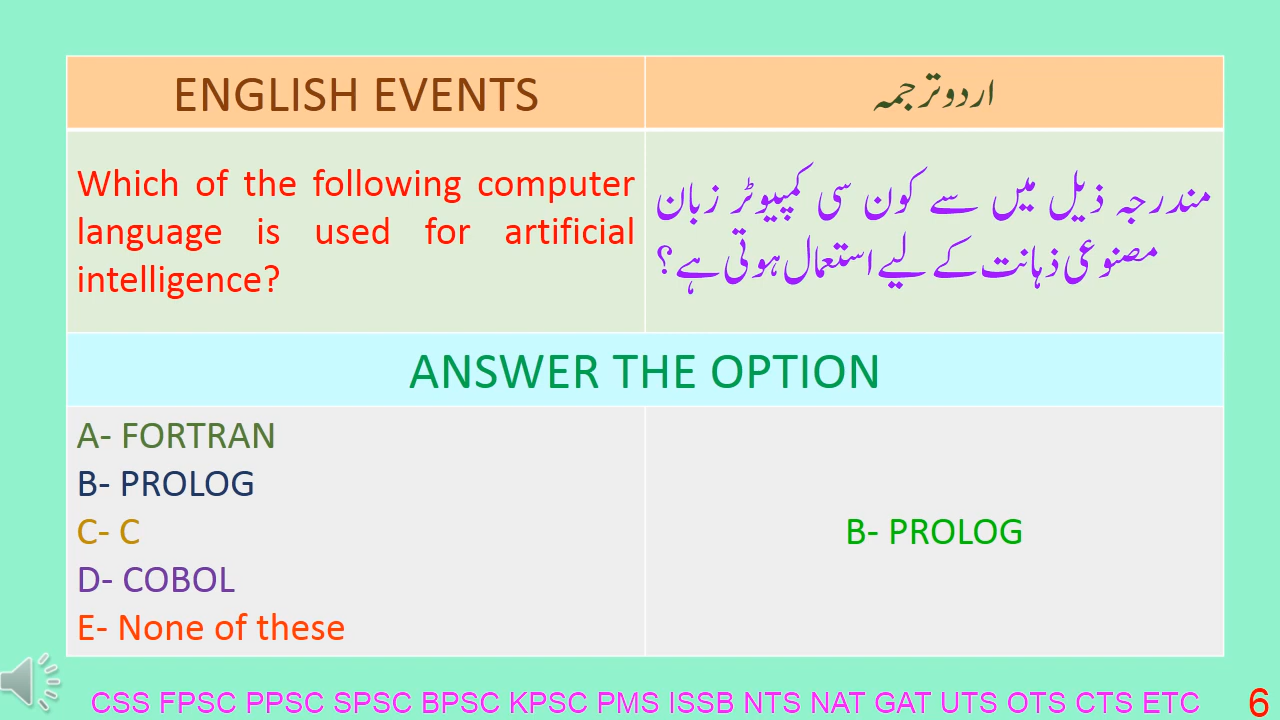 ENGLISH EVENTS
اردو ترجمہ
Which of the following computer
language is used for artificial
intelligence?
مندرجہ ذیل میں سے کون سی کمپیوٹر زبان
مصنوعی ذہانت کے لیے استعمال ہوتی ہے؟
ANSWER THE OPTION
A- FORTRAN
B- PROLOG
C- C
D- COBOL
E- None of these
B- PROLOG
CSS FPSC PPSC SPSC BPSC KPSC PMS ISSB NTS NAT GAT UTS OTS CTS ETC
6